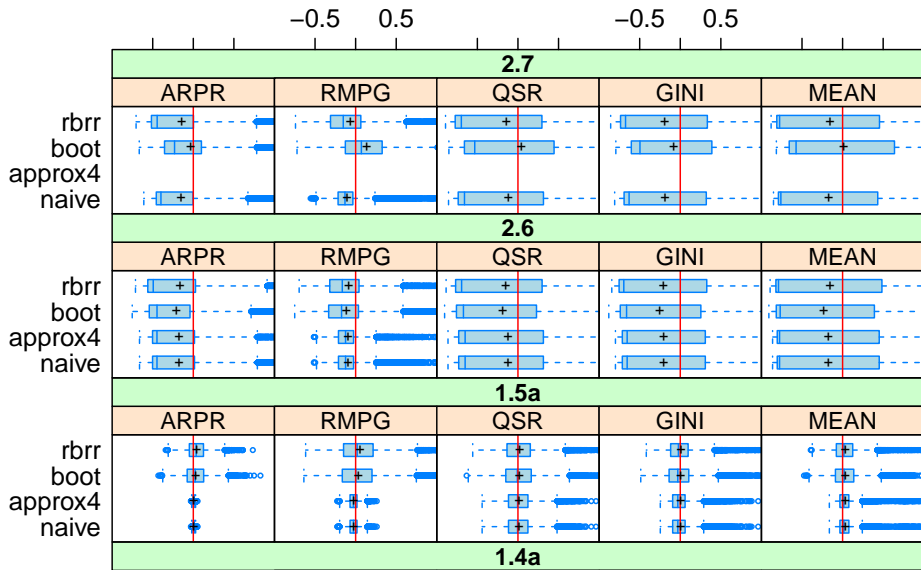 −0.5 0.5 −0.5 0.5
2.7
ARPR RMPG QSR GINI MEAN
rbrr
boot
approx4
naive
2.6
ARPR RMPG QSR GINI MEAN
rbrr
boot
approx4
naive
1.5a
ARPR RMPG QSR GINI MEAN
rbrr
boot
approx4
naive
1.4a